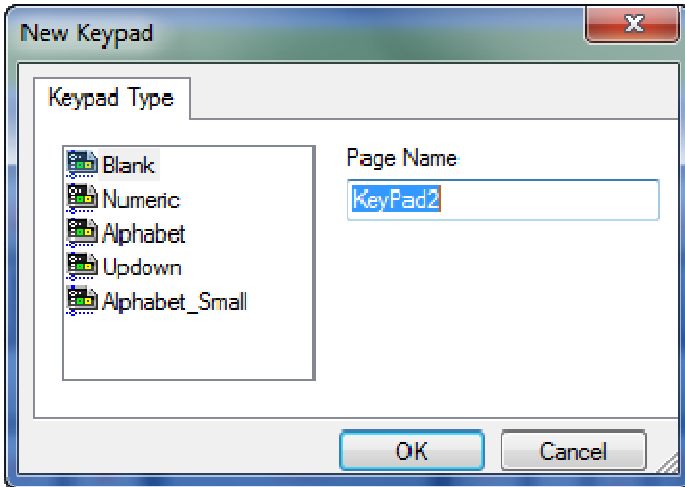 New Keypad
Keypad Type
Blank
Numeric
Alphabet
Updown
Alphabet_Small
Page Name
KeyPad2
OK
Cancel